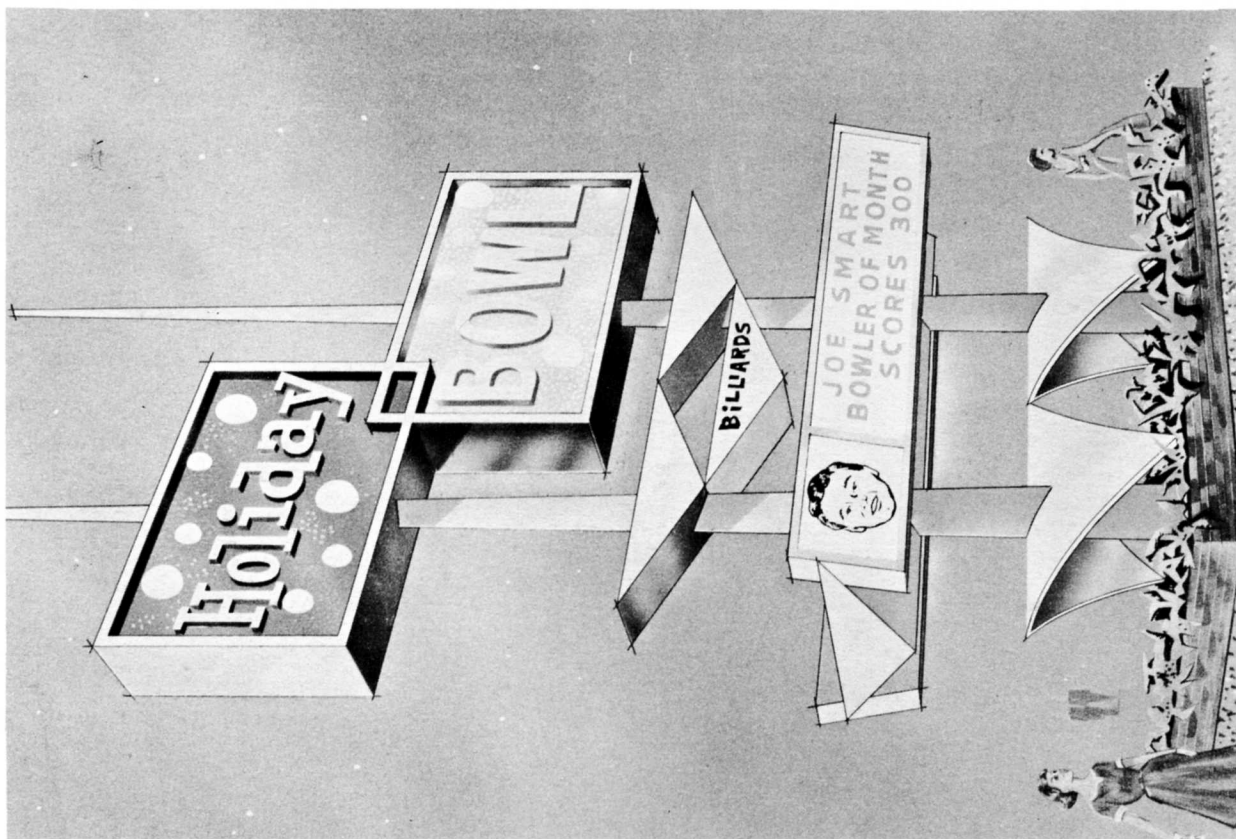 Holiday
BOWL
BiLLiARDS
JOE SMART
BOWLER OF MONTH
SCORES 300